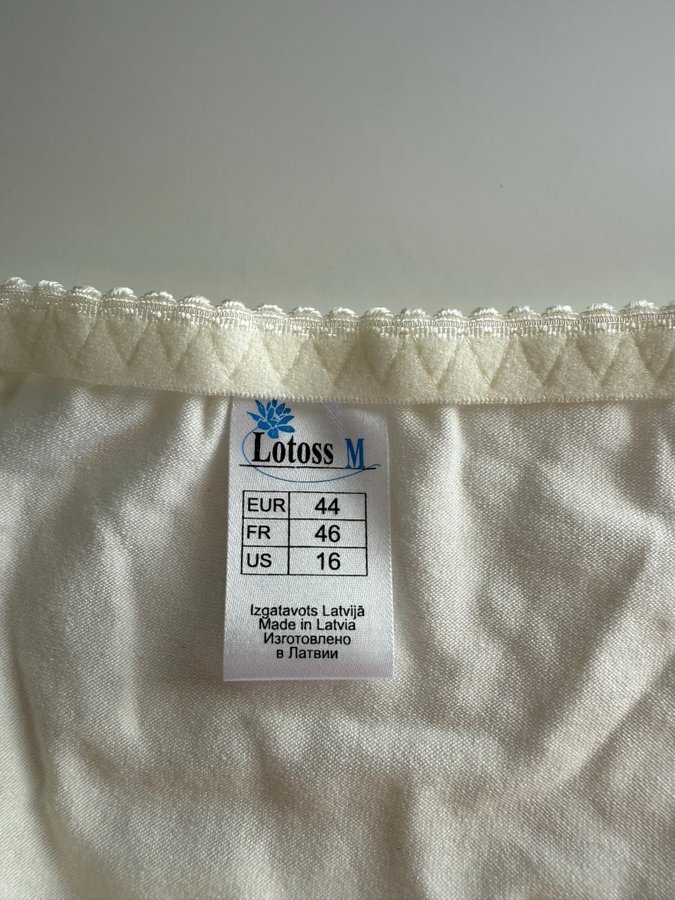 Lotoss M
EUR 44
FR 46
US 16
Izgatavots Latvijā
Made in Latvia
Изготовлено
в Латвии